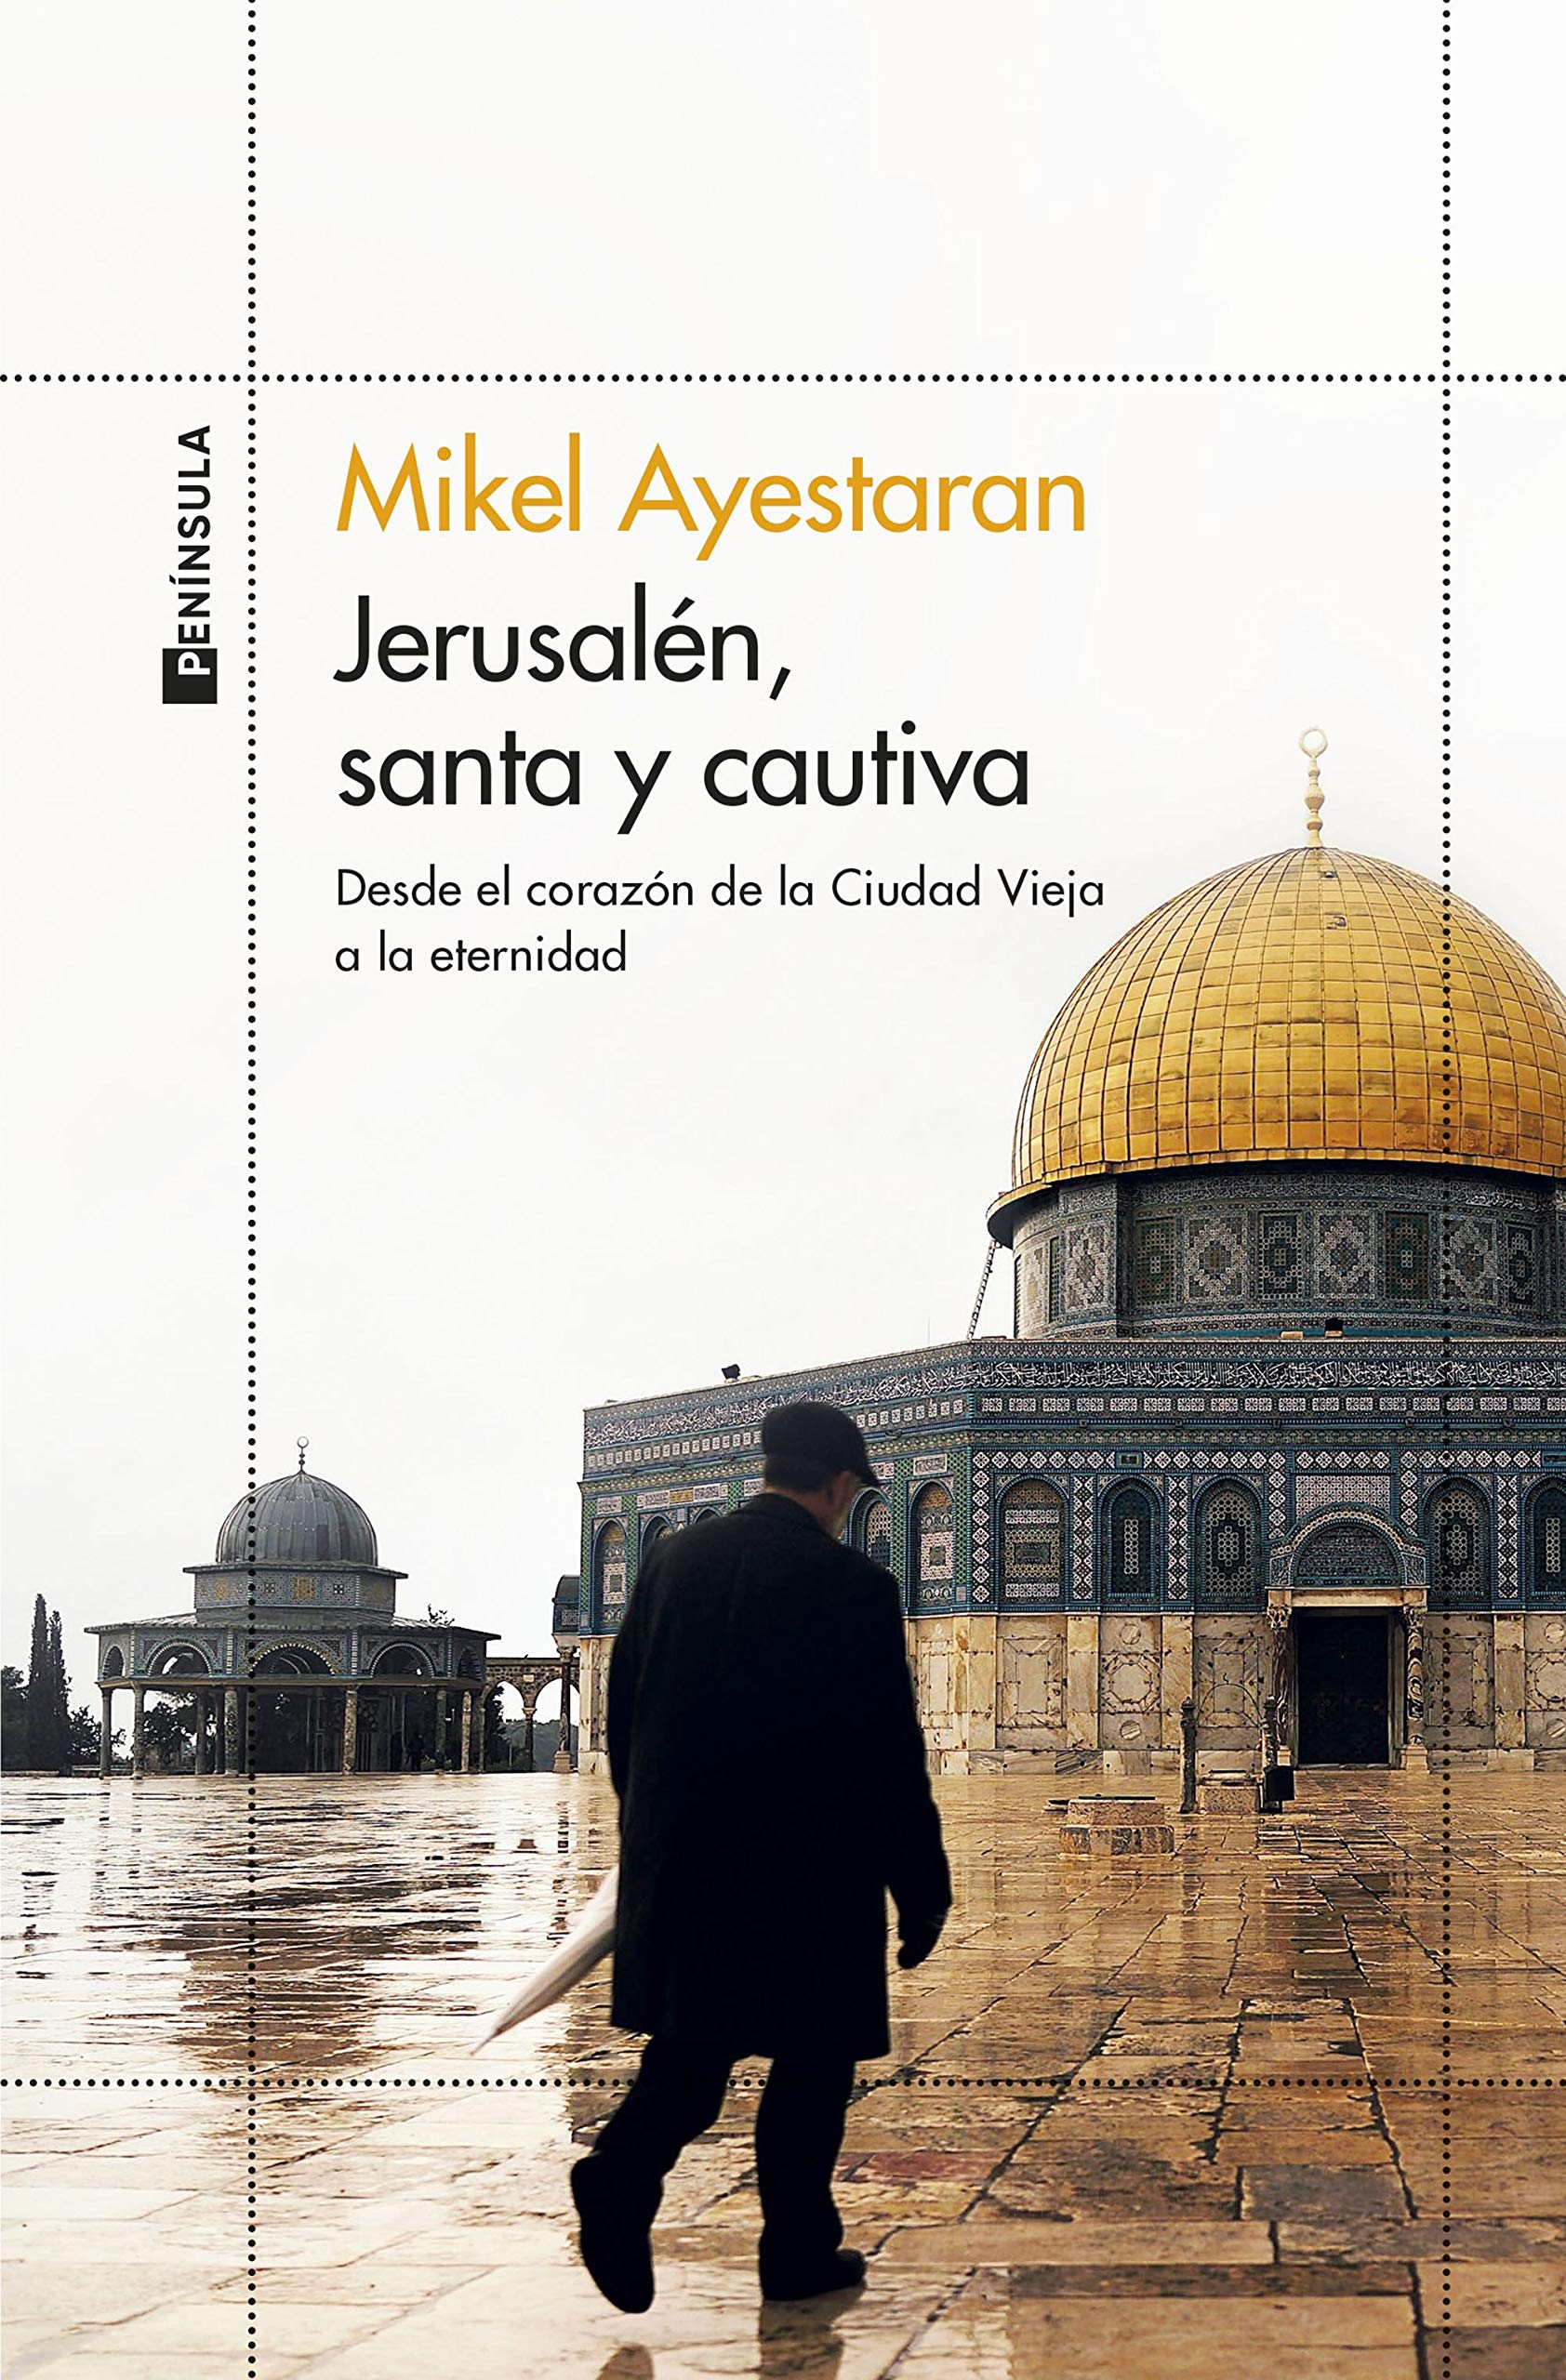 PENÍNSULA
Mikel Ayestaran
Jerusalén,
santa y cautiva
Desde el corazón de la Ciudad Vieja
a la eternidad